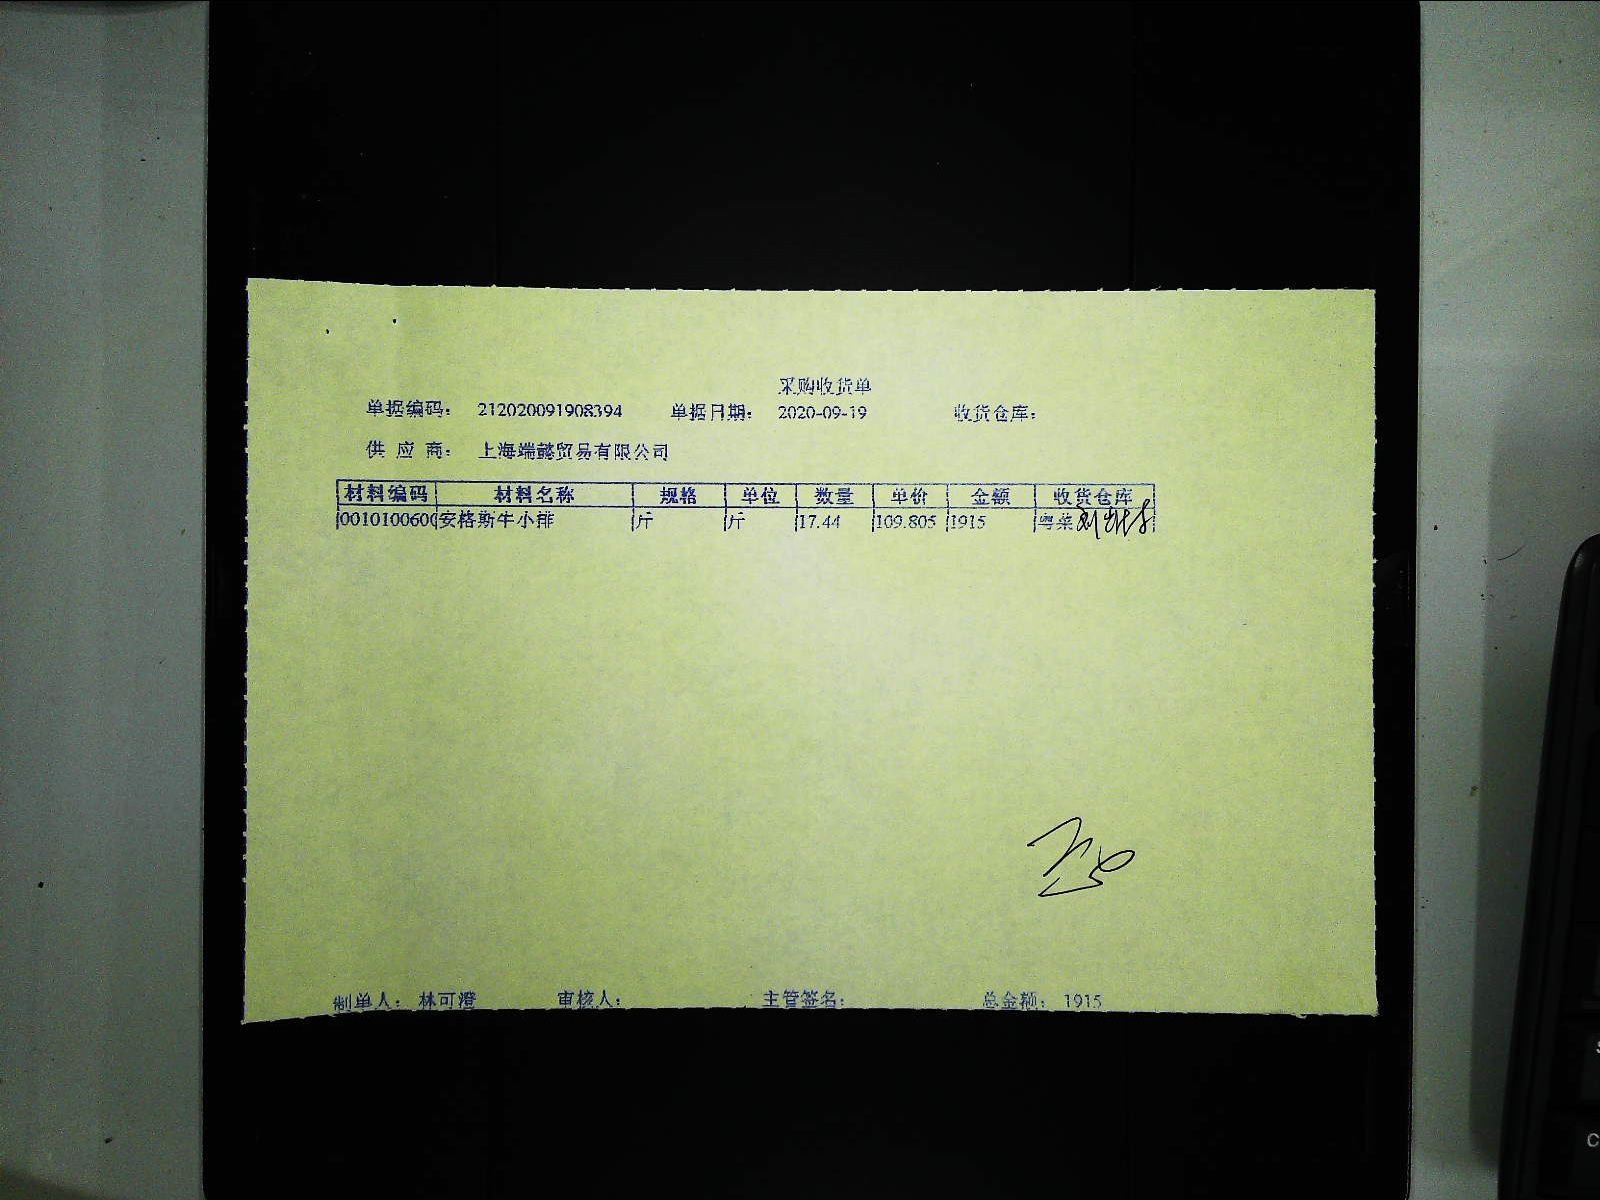 采购收货单
单据编码： 212020091908394 单据日期： 2020-09-19 收货仓库：
供 应 商： 上海端懿贸易有限公司
材料编码 材料名称 规格 单位 数量 单价 金额 收货仓库
0010100600 安格斯牛小排 斤 斤 17.44 109.805 1915 粤菜
制单人： 林可澄 审核人： 主管签名： 总金额： 1915